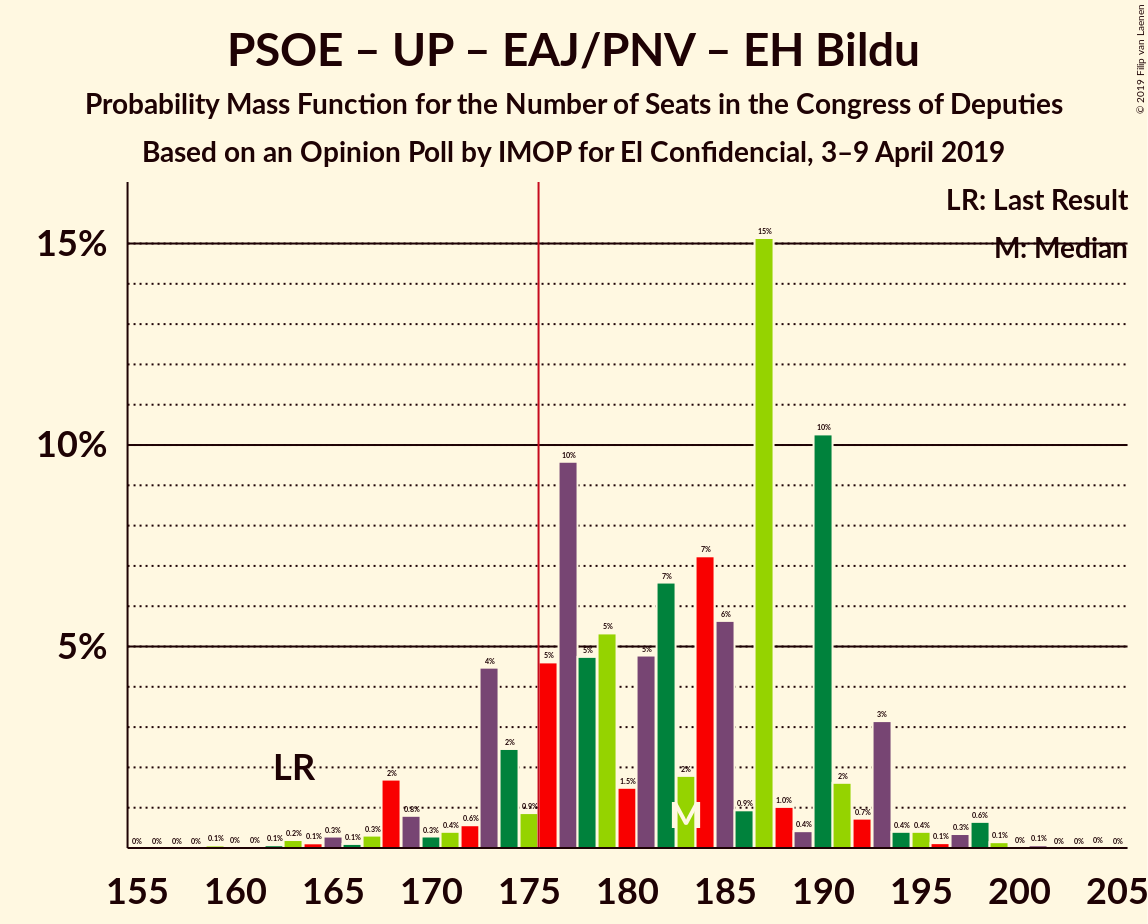 PSOE – UP – EAJ/PNV – EH Bildu
Probability Mass Function for the Number of Seats in the Congress of Deputies
Based on an Opinion Poll by IMOP for El Confidencial, 3–9 April 2019
© 2019 Filip van Laenen
LR: Last Result
M: Median
15%
10%
5%
LR
M
0% 0% 0% 0% 0.1% 0% 0% 0.1% 0.2% 0.1% 0.3% 0.1% 0.3% 2% 0.8% 0.3% 0.4% 0.6% 4% 2% 0.9% 5% 10% 5% 5% 1.5% 5% 7% 2% 7% 6% 0.9% 15% 1.0% 0.4% 10% 2% 0.7% 3% 0.4% 0.4% 0.1% 0.3% 0.6% 0.1% 0% 0.1% 0% 0% 0% 0%
155 160 165 170 175 180 185 190 195 200 205